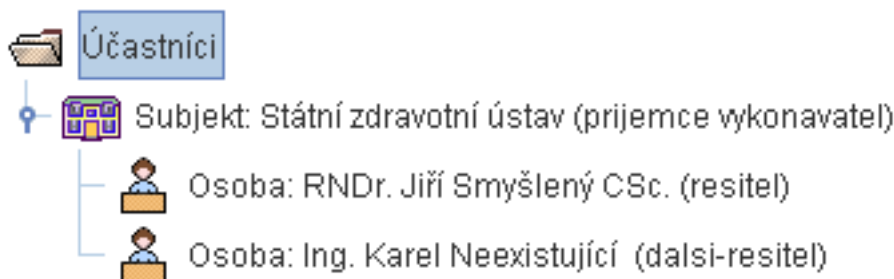 Účastníci
Subjekt: Státní zdravotní ústav (prijemce vykonavatel)
Osoba: RNDr. Jiří Smyšlený CSc. (resitel)
Osoba: Ing. Karel Neexistující (dalsi-resitel)